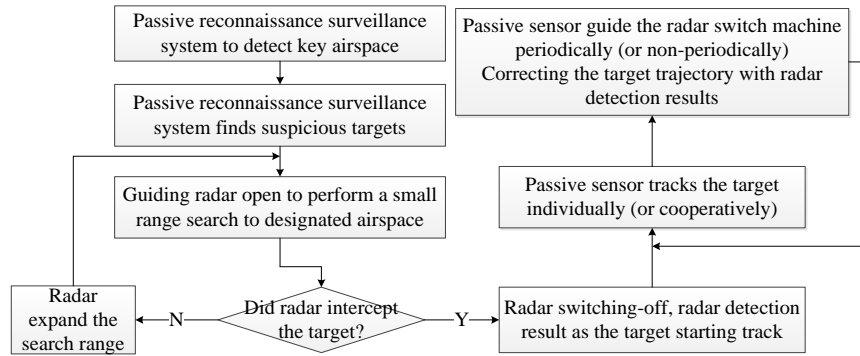 Passive reconnaissance surveillance
system to detect key airspace
Passive reconnaissance surveillance
system finds suspicious targets
Guiding radar open to perform a small
range search to designated airspace
Did radar intercept
the target?
N
Radar
expand the
search range
Y
Radar switching-off, radar detection
result as the target starting track
Passive sensor tracks the target
individually (or cooperatively)
Passive sensor guide the radar switch machine
periodically (or non-periodically)
Correcting the target trajectory with radar
detection results